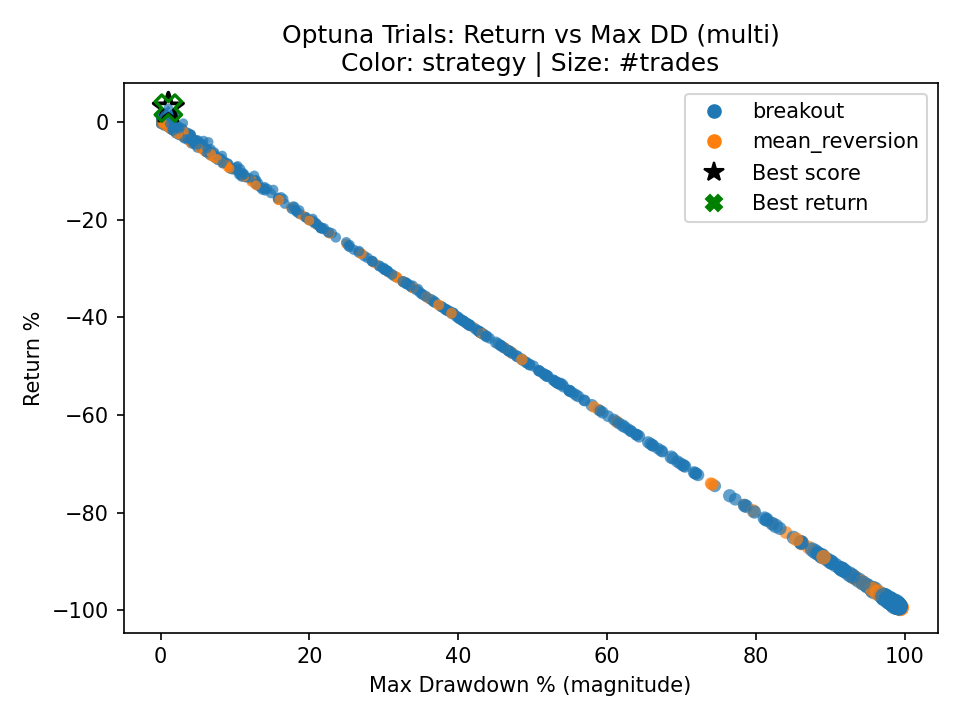 Optuna Trials: Return vs Max DD (multi)
Color: strategy | Size: #trades
breakout
mean_reversion
Best score
Best return
Return %
0
−20
−40
−60
−80
−100
0 20 40 60 80 100
Max Drawdown % (magnitude)